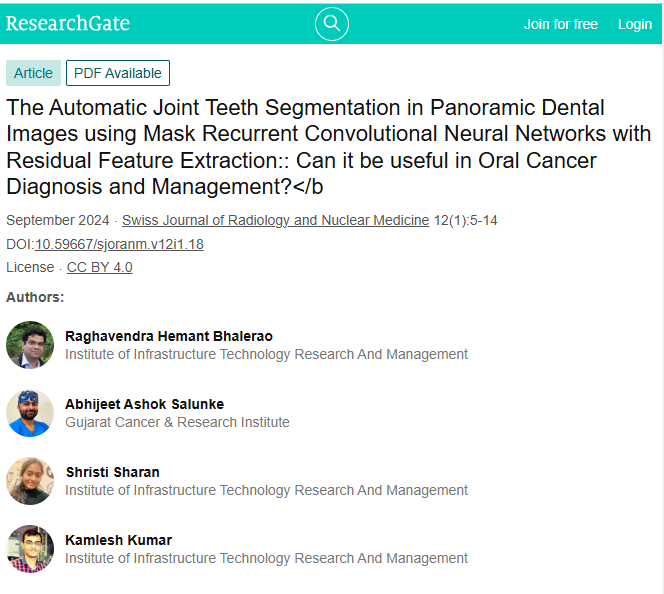 ResearchGate
Join for free Login
Article PDF Available
The Automatic Joint Teeth Segmentation in Panoramic Dental
Images using Mask Recurrent Convolutional Neural Networks with
Residual Feature Extraction:: Can it be useful in Oral Cancer
Diagnosis and Management?</b
September 2024 · Swiss Journal of Radiology and Nuclear Medicine 12(1):5-14
DOI:10.59667/sjoranm.v12i1.18
License · CC BY 4.0
Authors:
Raghavendra Hemant Bhalerao
Institute of Infrastructure Technology Research And Management
Abhijeet Ashok Salunke
Gujarat Cancer & Research Institute
Shristi Sharan
Institute of Infrastructure Technology Research And Management
Kamlesh Kumar
Institute of Infrastructure Technology Research And Management